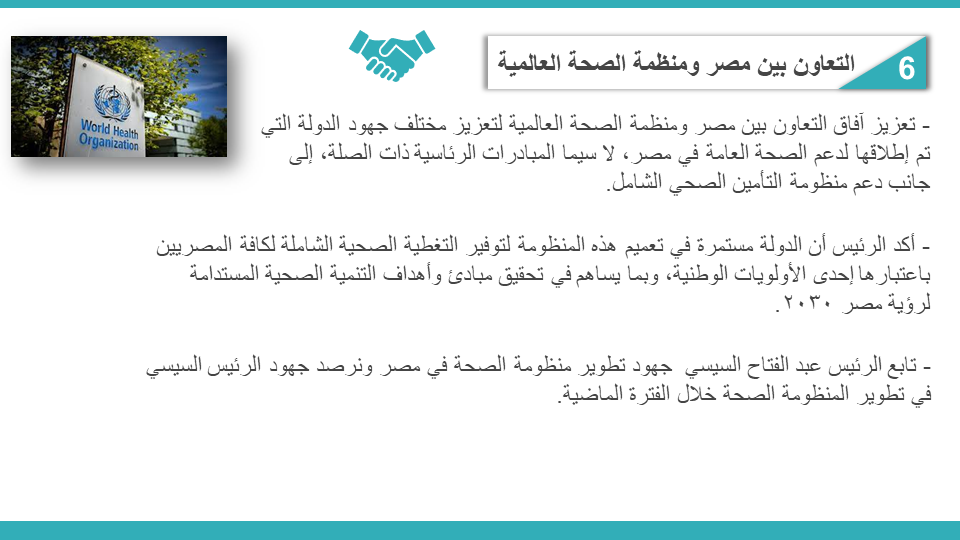 6
التعاون بين مصر ومنظمة الصحة العالمية
World Health
Organization
- تعزيز آفاق التعاون بين مصر ومنظمة الصحة العالمية لتعزيز مختلف جهود الدولة التي
تم إطلاقها لدعم الصحة العامة في مصر، لا سيما المبادرات الرئاسية ذات الصلة، إلى
جانب دعم منظومة التأمين الصحي الشامل.
- أكد الرئيس أن الدولة مستمرة في تعميم هذه المنظومة لتوفير التغطية الصحية الشاملة لكافة المصريين
باعتبارها إحدى الأولويات الوطنية، وبما يساهم في تحقيق مبادئ وأهداف التنمية الصحية المستدامة
لرؤية مصر ٢٠٣٠.
- تابع الرئيس عبد الفتاح السيسي جهود تطوير منظومة الصحة في مصر ونرصد جهود الرئيس السيسي
في تطوير المنظومة الصحة خلال الفترة الماضية.